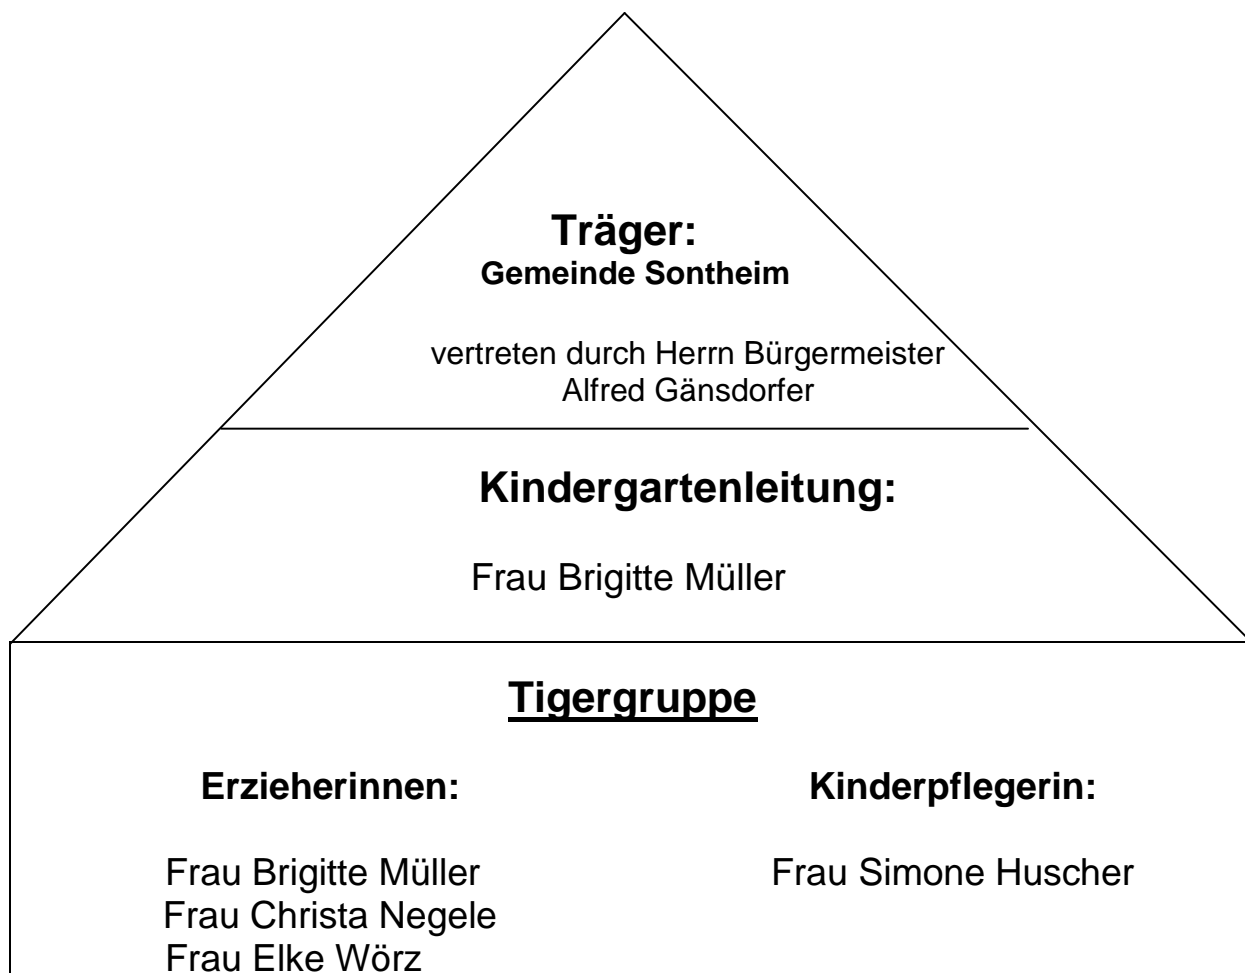 Träger:
Gemeinde Sontheim
vertreten durch Herrn Bürgermeister
Alfred Gänsdorfer
Kindergartenleitung:
Frau Brigitte Müller
Tigergruppe
Erzieherinnen:
Kinderpflegerin:
Frau Brigitte Müller
Frau Simone Huscher
Frau Christa Negele
Frau Elke Wörz